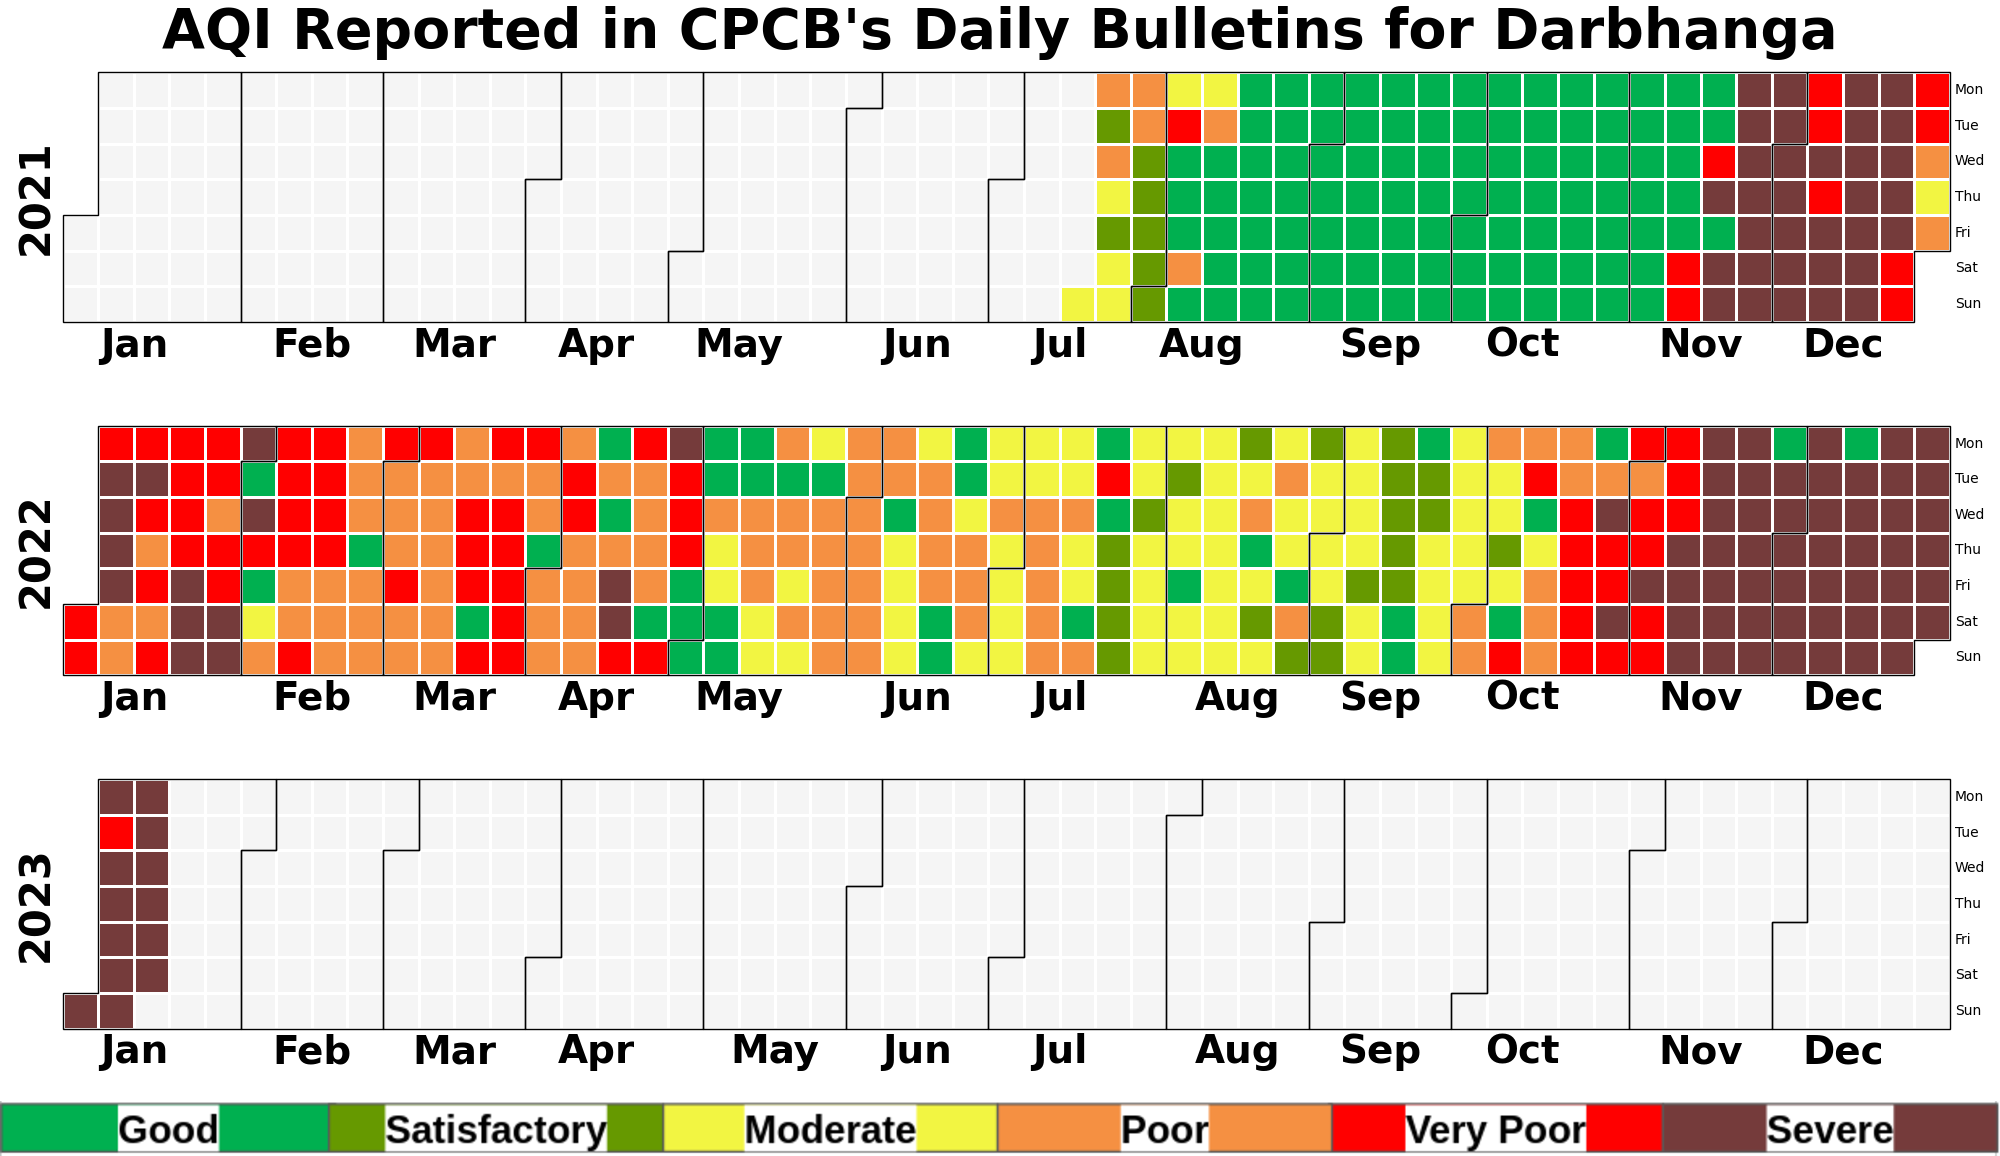 AQI Reported in CPCB's Daily Bulletins for Darbhanga
2021
Mon
Tue
Wed
Thu
Fri
Sat
Sun
Jan Feb Mar Apr May Jun Jul Aug Sep Oct Nov Dec
2022
Mon
Tue
Wed
Thu
Fri
Sat
Sun
Jan Feb Mar Apr May Jun Jul Aug Sep Oct Nov Dec
2023
Mon
Tue
Wed
Thu
Fri
Sat
Sun
Jan Feb Mar Apr May Jun Jul Aug Sep Oct Nov Dec
Good Satisfactory Moderate Poor Very Poor Severe